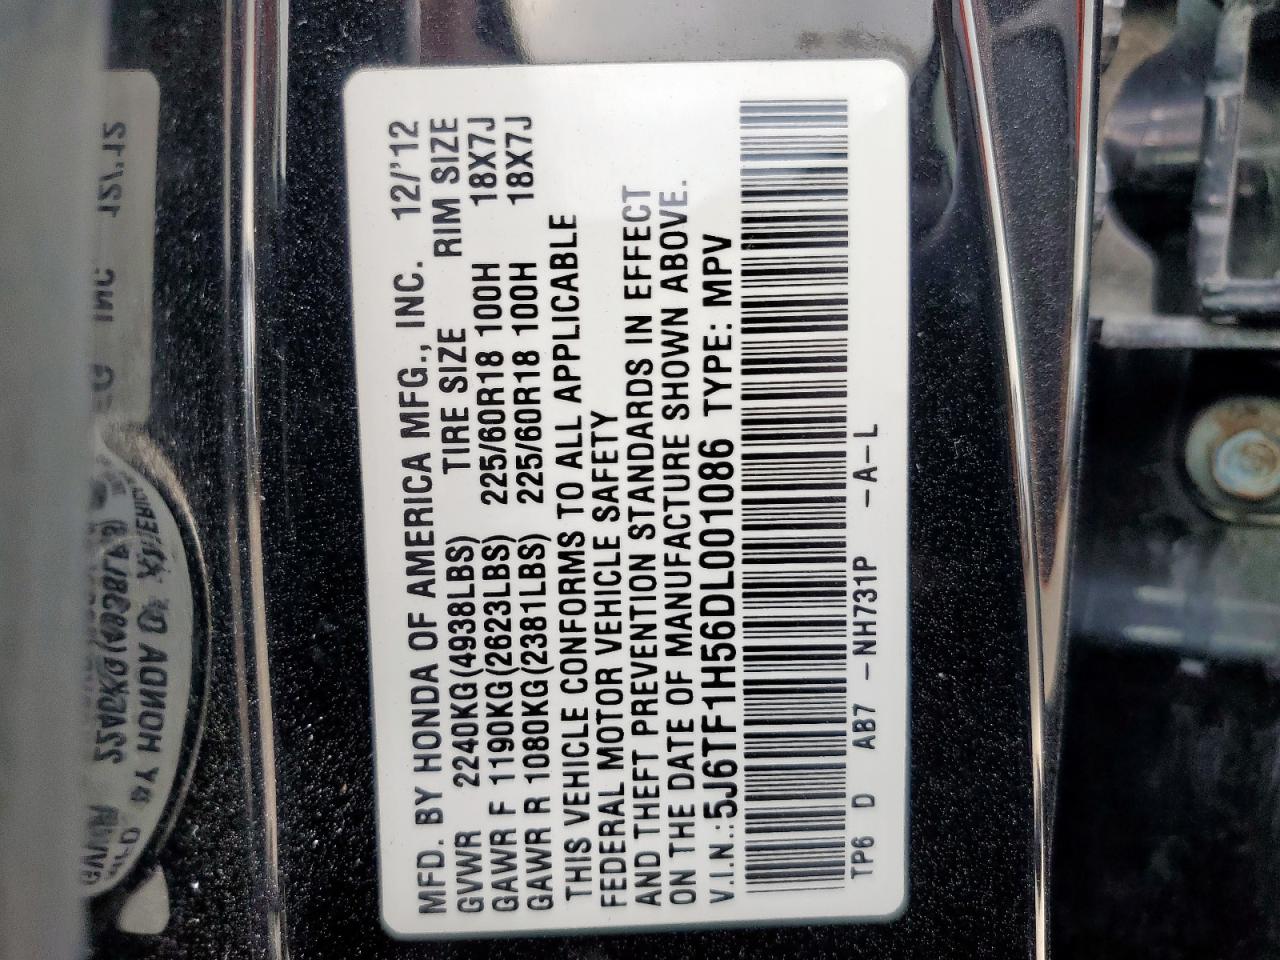 MFD. BY HONDA OF AMERICA MFG., INC. 12/'12
TIRE SIZE RIM SIZE
GVWR 2240KG(4938LBS)
GAWR F 1190KG(2623LBS) 225/60R18 100H 18X7J
GAWR R 1080KG(2381LBS) 225/60R18 100H 18X7J
THIS VEHICLE CONFORMS TO ALL APPLICABLE
FEDERAL MOTOR VEHICLE SAFETY
AND THEFT PREVENTION STANDARDS IN EFFECT
ON THE DATE OF MANUFACTURE SHOWN ABOVE.
V.I.N.:5J6TF1H56DL001086 TYPE: MPV
TP6 D AB7 -NH731P -A-L